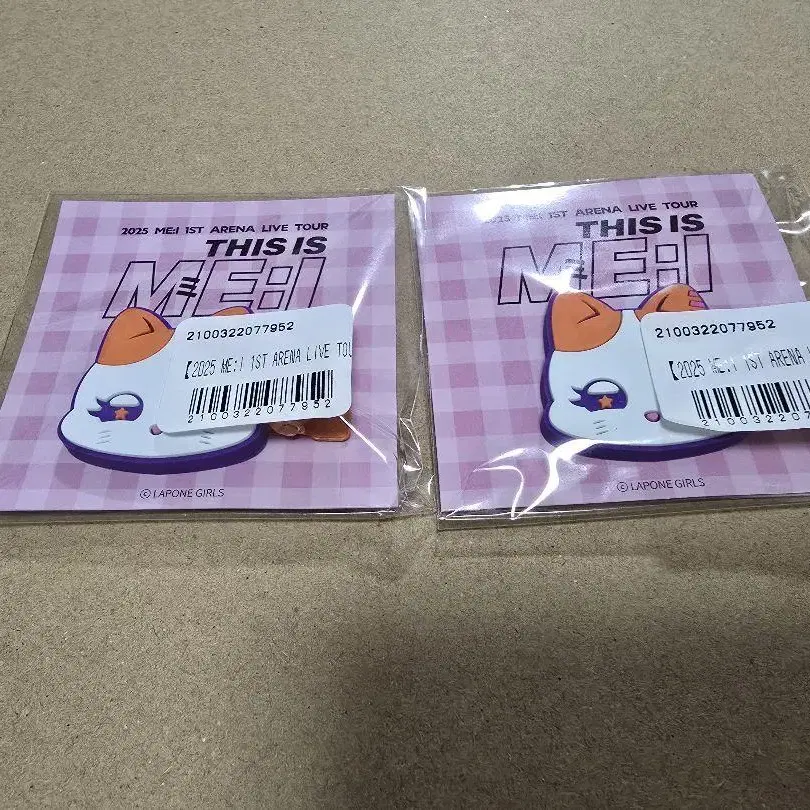 2025 ME:I 1ST ARENA LIVE TOUR
THIS IS
ME:I
2100322077952
【2025 ME:I 1ST ARENA LIVE TOU
2100322077952
© LAPONE GIRLS
2025 ME:I 1ST ARENA LIVE TOUR
THIS IS
ME:I
2100322077952
【2025 ME:I 1ST ARENA L
210032207795
© LAPONE GIRLS